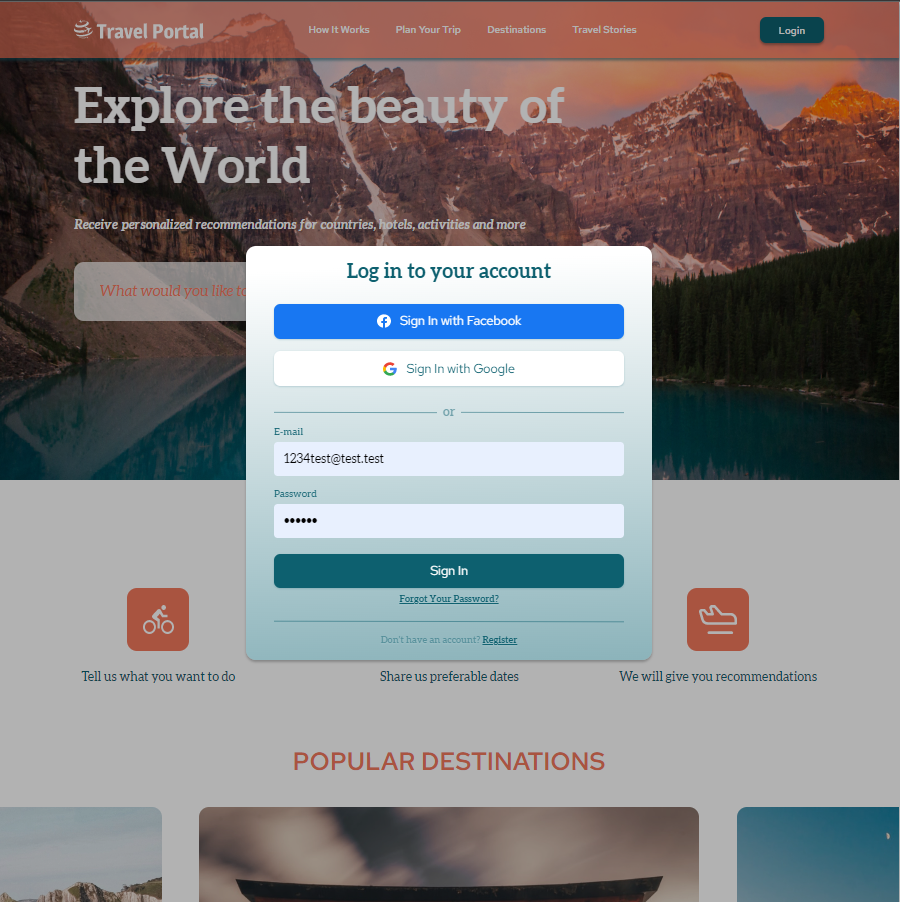 Travel Portal
How It Works
Plan Your Trip
Destinations
Travel Stories
Login
Explore the beauty of
the World
Receive personalized recommendations for countries, hotels, activities and more
What would you like to
Log in to your account
Sign In with Facebook
Sign In with Google
or
E-mail
1234test@test.test
Password
••••••
Sign In
Forgot Your Password?
Don't have an account? Register
Tell us what you want to do
Share us preferable dates
We will give you recommendations
POPULAR DESTINATIONS